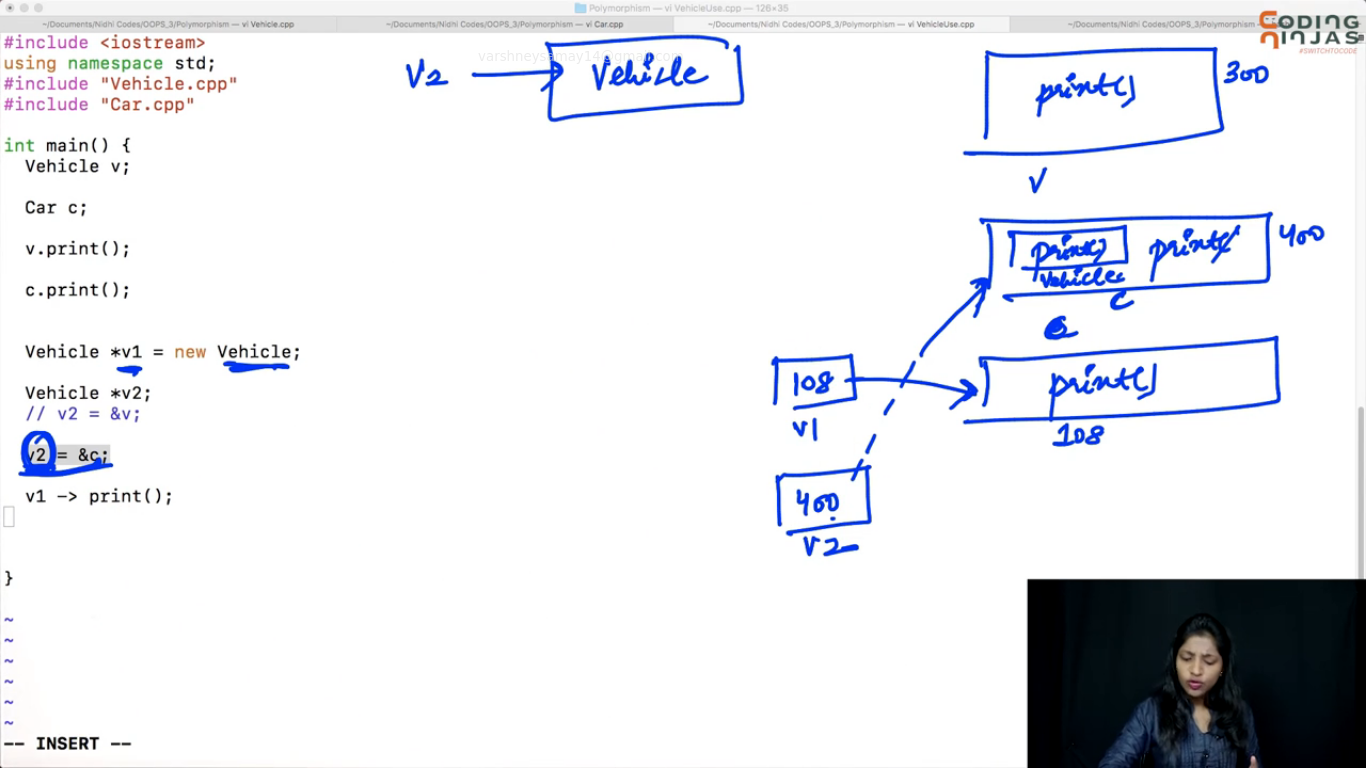 Polymorphism — vi VehicleUse.cpp — 126×35
~/Documents/Nidhi Codes/OOPS_3/Polymorphism — vi Vehicle.cpp
~/Documents/Nidhi Codes/OOPS_3/Polymorphism — vi Car.cpp
~/Documents/Nidhi Codes/OOPS_3/Polymorphism — vi VehicleUse.cpp
~/Documents/Nidhi Codes/OOPS_3/Polymorphism —
CODING
NINJAS
#SWITCHTOCODE
varshneysamay14@gmail.com
#include <iostream>
using namespace std;
#include "Vehicle.cpp"
#include "Car.cpp"
int main() {
Vehicle v;
Car c;
v.print();
c.print();
Vehicle *v1 = new Vehicle;
Vehicle *v2;
// v2 = &v;
v2 = &c;
v1 -> print();
}
~
~
~
~
~
~
-- INSERT --
V2
Vehicle
print()
300
V
print()
print()
400
Vehicle
C
108
print()
V1
108
400
V2